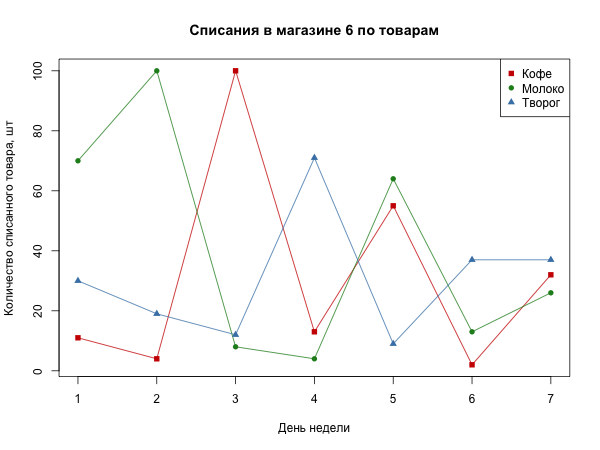 Списания в магазине 6 по товарам
Кофе
Молоко
Творог
Количество списанного товара, шт
100
80
60
40
20
0
1 2 3 4 5 6 7
День недели